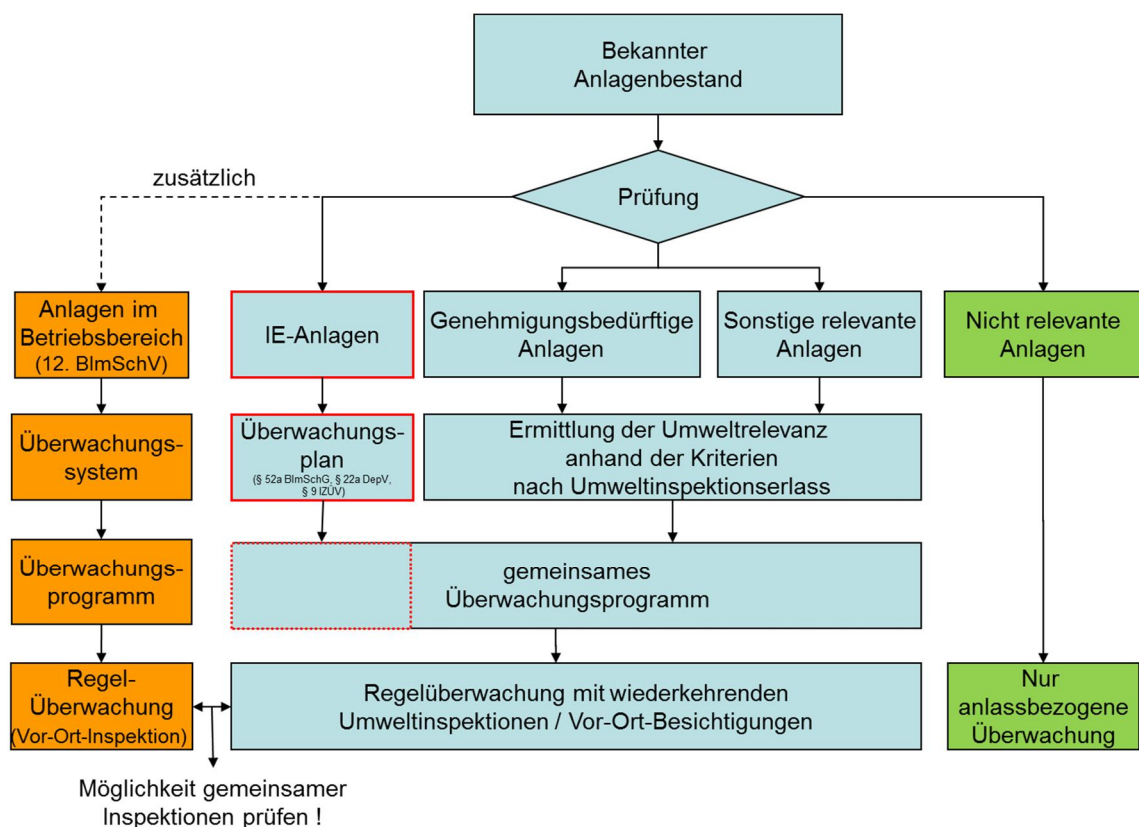 Bekannter
Anlagenbestand
zusätzlich
Prüfung
Anlagen im
Betriebsbereich
(12. BImSchV)
IE-Anlagen
Genehmigungsbedürftige
Anlagen
Sonstige relevante
Anlagen
Nicht relevante
Anlagen
Überwachungs-
system
Überwachungs-
plan
(§ 52a BImSchG, § 22a DepV,
§ 9 IZÜV)
Ermittlung der Umweltrelevanz
anhand der Kriterien
nach Umweltinspektionserlass
Überwachungs-
programm
gemeinsames
Überwachungsprogramm
Regel-
Überwachung
(Vor-Ort-Inspektion)
Regelüberwachung mit wiederkehrenden
Umweltinspektionen / Vor-Ort-Besichtigungen
Nur
anlassbezogene
Überwachung
Möglichkeit gemeinsamer
Inspektionen prüfen !